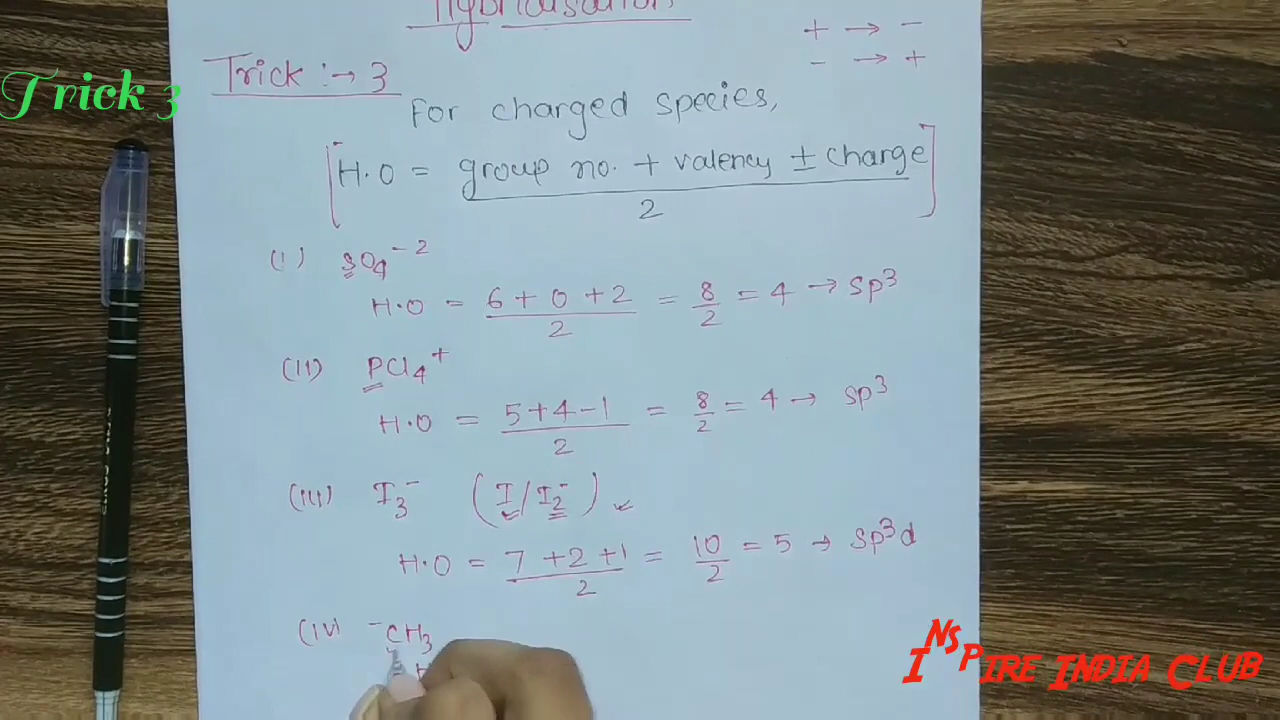 Hybridisation
+ → −
− → +
Trick :→ 3
Trick 3
For charged species,
[H.O = group no. + valency ± charge / 2]
(I) SO₄⁻²
H.O = 6 + 0 + 2 / 2 = 8/2 = 4 → sp³
(II) PCl₄⁺
H.O = 5+4−1 / 2 = 8/2 = 4 → sp³
(III) I₃⁻ (I/I₂⁻) ✓
H.O = 7 +2 +1 / 2 = 10/2 = 5 → sp³d
(IV) ⁻CH₃
H
INSPIRE INDIA CLUB